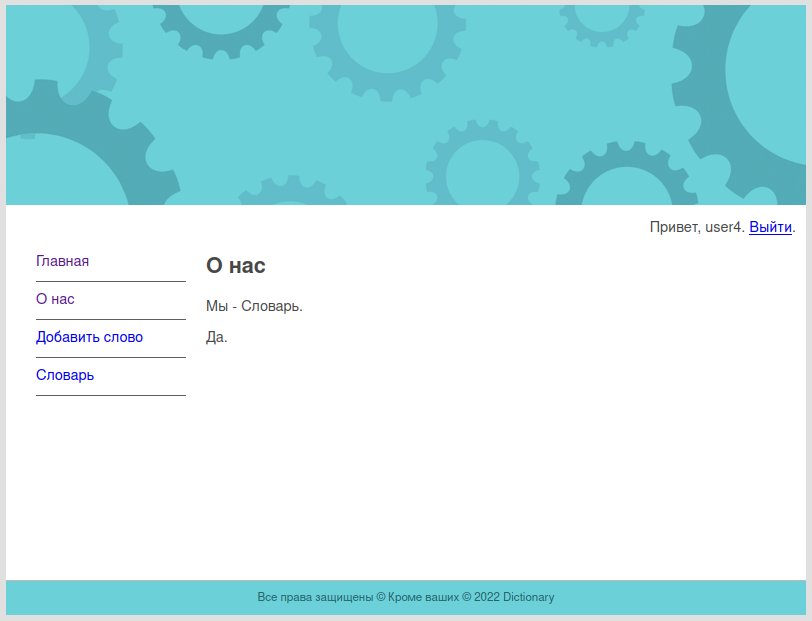 Привет, user4. Выйти.
Главная
О нас
Добавить слово
Словарь
О нас
Мы - Словарь.
Да.
Все права защищены © Кроме ваших © 2022 Dictionary